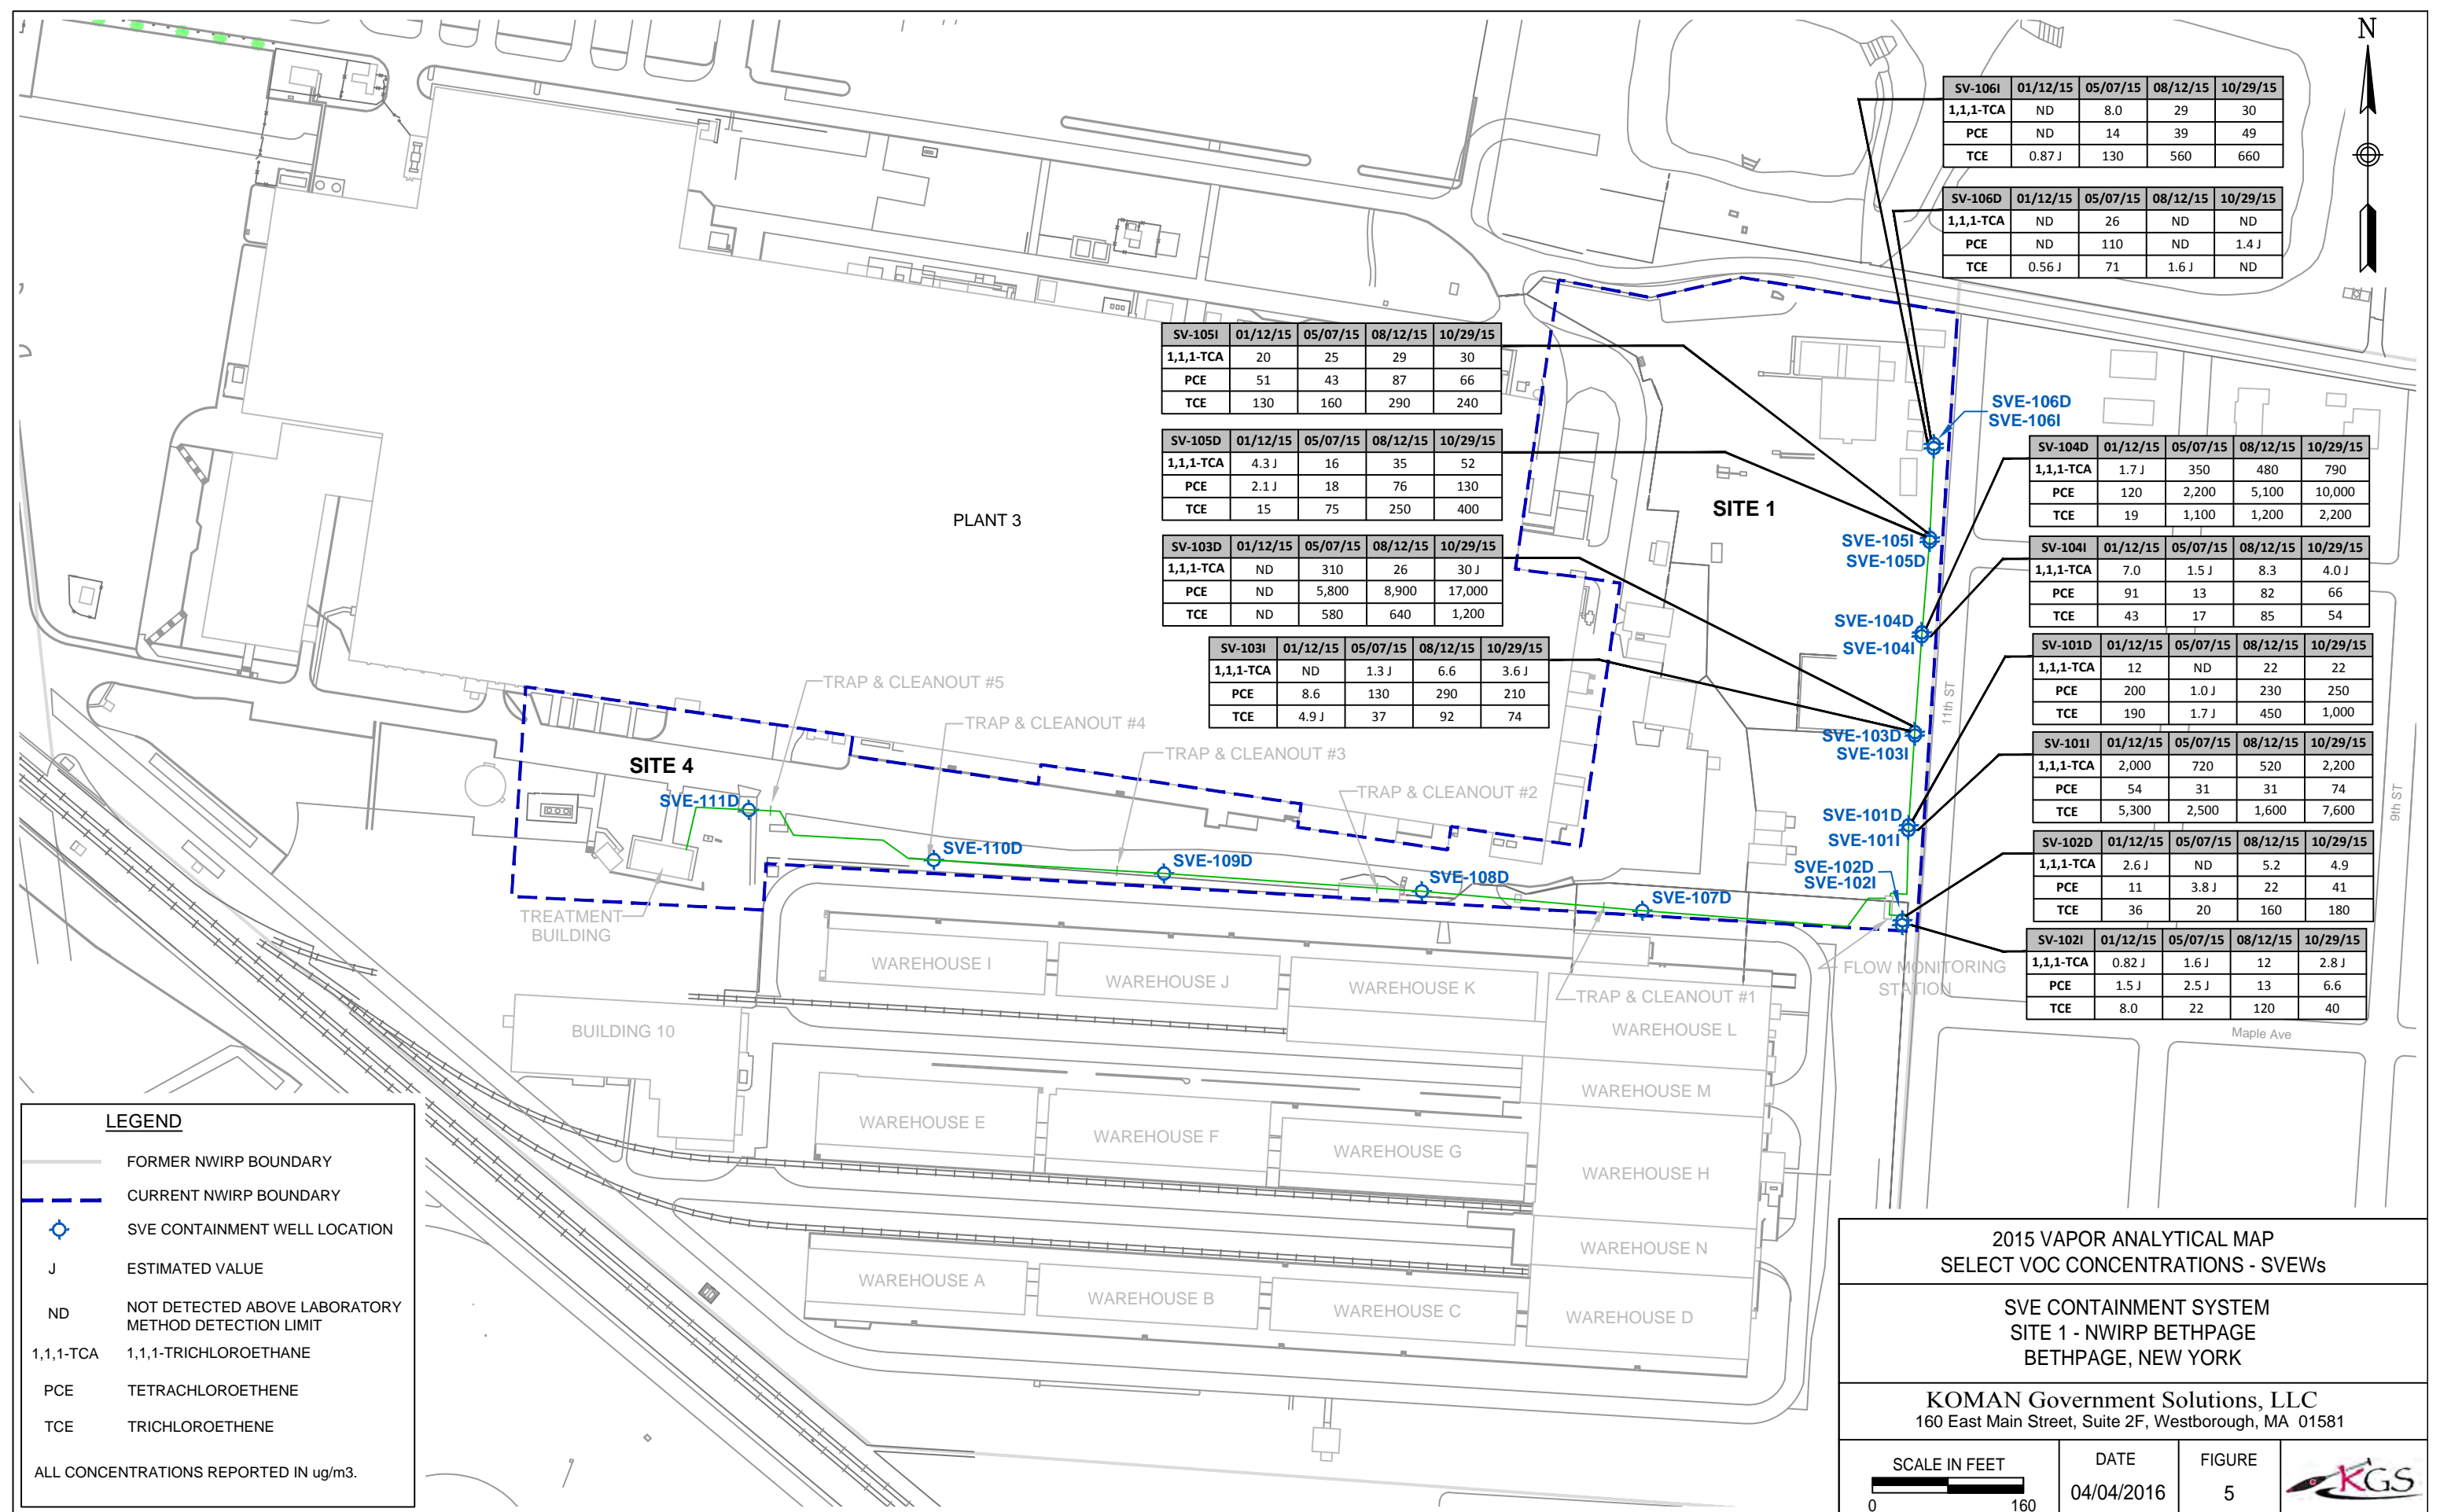 N
SV-106I 01/12/15 05/07/15 08/12/15 10/29/15
1,1,1-TCA ND 8.0 29 30
PCE ND 14 39 49
TCE 0.87 J 130 560 660
SV-106D 01/12/15 05/07/15 08/12/15 10/29/15
1,1,1-TCA ND 26 ND ND
PCE ND 110 ND 1.4 J
TCE 0.56 J 71 1.6 J ND
SV-105I 01/12/15 05/07/15 08/12/15 10/29/15
1,1,1-TCA 20 25 29 30
PCE 51 43 87 66
TCE 130 160 290 240
SV-105D 01/12/15 05/07/15 08/12/15 10/29/15
1,1,1-TCA 4.3 J 16 35 52
PCE 2.1 J 18 76 130
TCE 15 75 250 400
SV-103D 01/12/15 05/07/15 08/12/15 10/29/15
1,1,1-TCA ND 310 26 30 J
PCE ND 5,800 8,900 17,000
TCE ND 580 640 1,200
SV-103I 01/12/15 05/07/15 08/12/15 10/29/15
1,1,1-TCA ND 1.3 J 6.6 3.6 J
PCE 8.6 130 290 210
TCE 4.9 J 37 92 74
SV-104D 01/12/15 05/07/15 08/12/15 10/29/15
1,1,1-TCA 1.7 J 350 480 790
PCE 120 2,200 5,100 10,000
TCE 19 1,100 1,200 2,200
SV-104I 01/12/15 05/07/15 08/12/15 10/29/15
1,1,1-TCA 7.0 1.5 J 8.3 4.0 J
PCE 91 13 82 66
TCE 43 17 85 54
SV-101D 01/12/15 05/07/15 08/12/15 10/29/15
1,1,1-TCA 12 ND 22 22
PCE 200 1.0 J 230 250
TCE 190 1.7 J 450 1,000
SV-101I 01/12/15 05/07/15 08/12/15 10/29/15
1,1,1-TCA 2,000 720 520 2,200
PCE 54 31 31 74
TCE 5,300 2,500 1,600 7,600
SV-102D 01/12/15 05/07/15 08/12/15 10/29/15
1,1,1-TCA 2.6 J ND 5.2 4.9
PCE 11 3.8 J 22 41
TCE 36 20 160 180
SV-102I 01/12/15 05/07/15 08/12/15 10/29/15
1,1,1-TCA 0.82 J 1.6 J 12 2.8 J
PCE 1.5 J 2.5 J 13 6.6
TCE 8.0 22 120 40
SVE-106D
SVE-106I
SITE 1
SVE-105I
SVE-105D
SVE-104D
SVE-104I
SVE-103D
SVE-103I
SVE-101D
SVE-101I
SVE-102D
SVE-102I
11th ST
9th ST
Maple Ave
PLANT 3
SITE 4
TRAP & CLEANOUT #5
TRAP & CLEANOUT #4
TRAP & CLEANOUT #3
TRAP & CLEANOUT #2
SVE-111D
SVE-110D
SVE-109D
SVE-108D
SVE-107D
TREATMENT
BUILDING
FLOW MONITORING
STATION
TRAP & CLEANOUT #1
WAREHOUSE I
WAREHOUSE J
WAREHOUSE K
WAREHOUSE L
BUILDING 10
WAREHOUSE M
WAREHOUSE E
WAREHOUSE F
WAREHOUSE G
WAREHOUSE H
WAREHOUSE N
WAREHOUSE A
WAREHOUSE B
WAREHOUSE C
WAREHOUSE D
LEGEND
FORMER NWIRP BOUNDARY
CURRENT NWIRP BOUNDARY
SVE CONTAINMENT WELL LOCATION
J ESTIMATED VALUE
ND NOT DETECTED ABOVE LABORATORY
METHOD DETECTION LIMIT
1,1,1-TCA 1,1,1-TRICHLOROETHANE
PCE TETRACHLOROETHENE
TCE TRICHLOROETHENE
ALL CONCENTRATIONS REPORTED IN ug/m3.
2015 VAPOR ANALYTICAL MAP
SELECT VOC CONCENTRATIONS - SVEWs
SVE CONTAINMENT SYSTEM
SITE 1 - NWIRP BETHPAGE
BETHPAGE, NEW YORK
KOMAN Government Solutions, LLC
160 East Main Street, Suite 2F, Westborough, MA 01581
SCALE IN FEET
0 160
DATE
04/04/2016
FIGURE
5
KGS